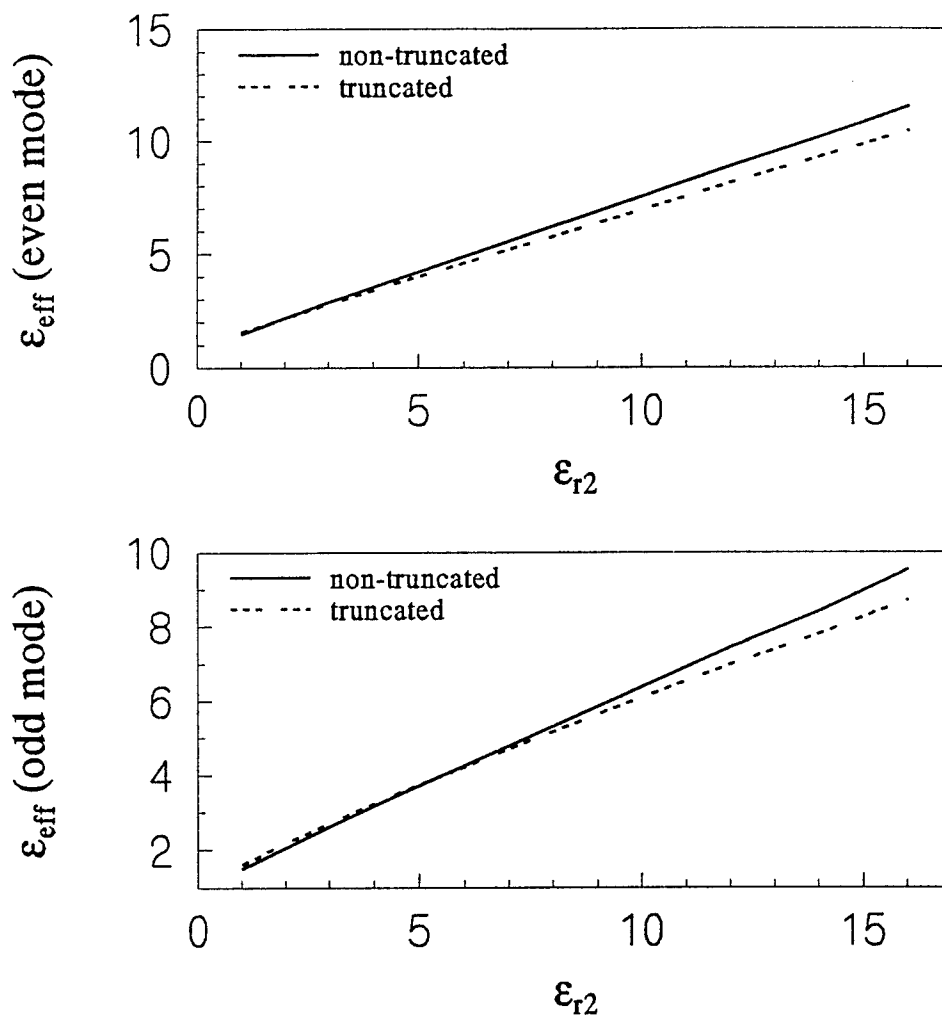 ε_eff (even mode)
15
10
5
0
non-truncated
truncated
0 5 10 15
ε_r2
ε_eff (odd mode)
10
8
6
4
2
non-truncated
truncated
0 5 10 15
ε_r2